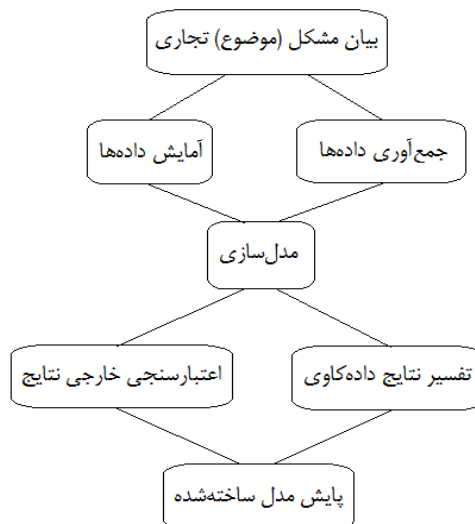 بیان مشکل (موضوع) تجاری
جمع‌آوری داده‌ها
آمایش داده‌ها
مدل‌سازی
تفسیر نتایج داده‌کاوی
اعتبارسنجی خارجی نتایج
پایش مدل ساخته‌شده